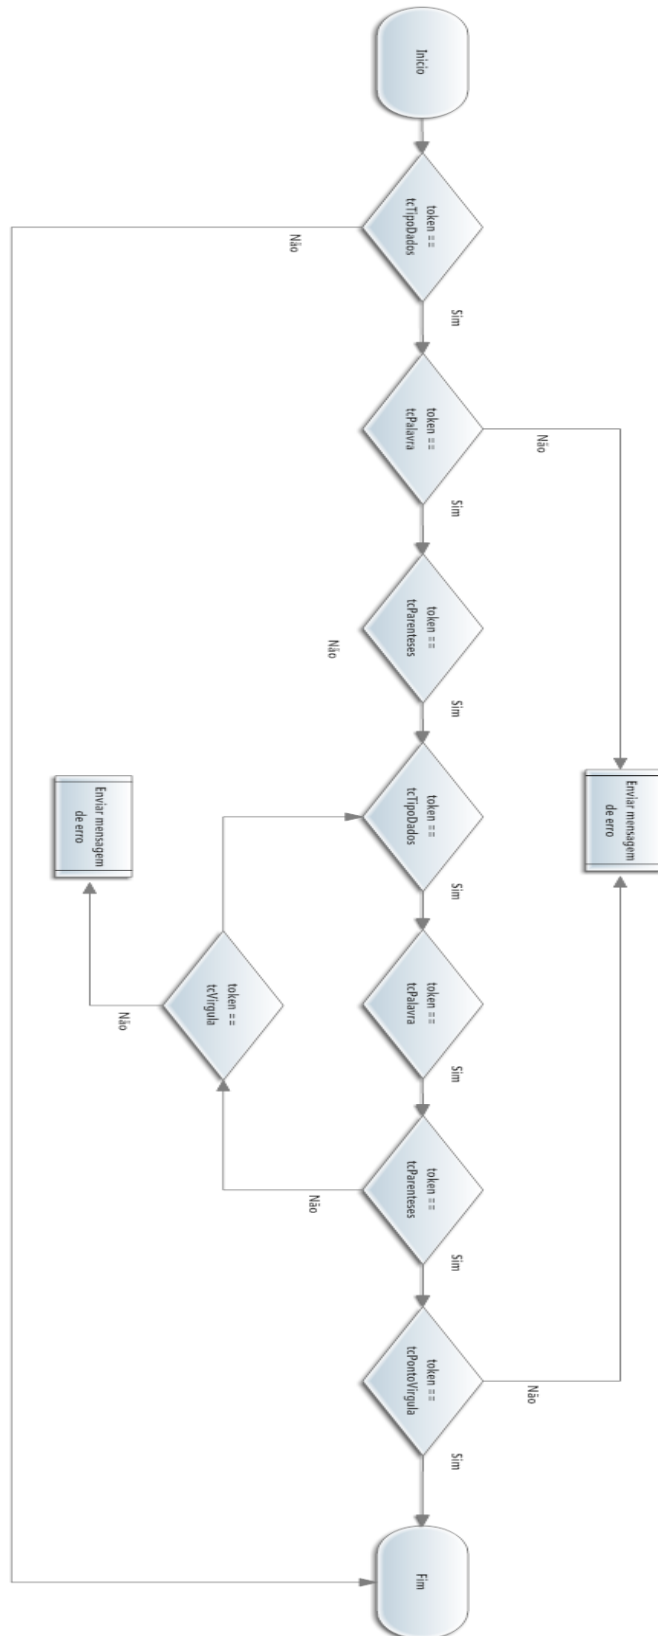 Inicio
token ==
tcTipoDados
Não
Sim
token ==
tcPalavra
Não
Sim
token ==
tcParenteses
Não
Sim
token ==
tcTipoDados
Sim
Enviar mensagem
de erro
Enviar mensagem
de erro
token ==
tcPalavra
Sim
token ==
tcVirgula
Não
token ==
tcParenteses
Não
Sim
token ==
tcPontoVirgula
Não
Sim
Fim